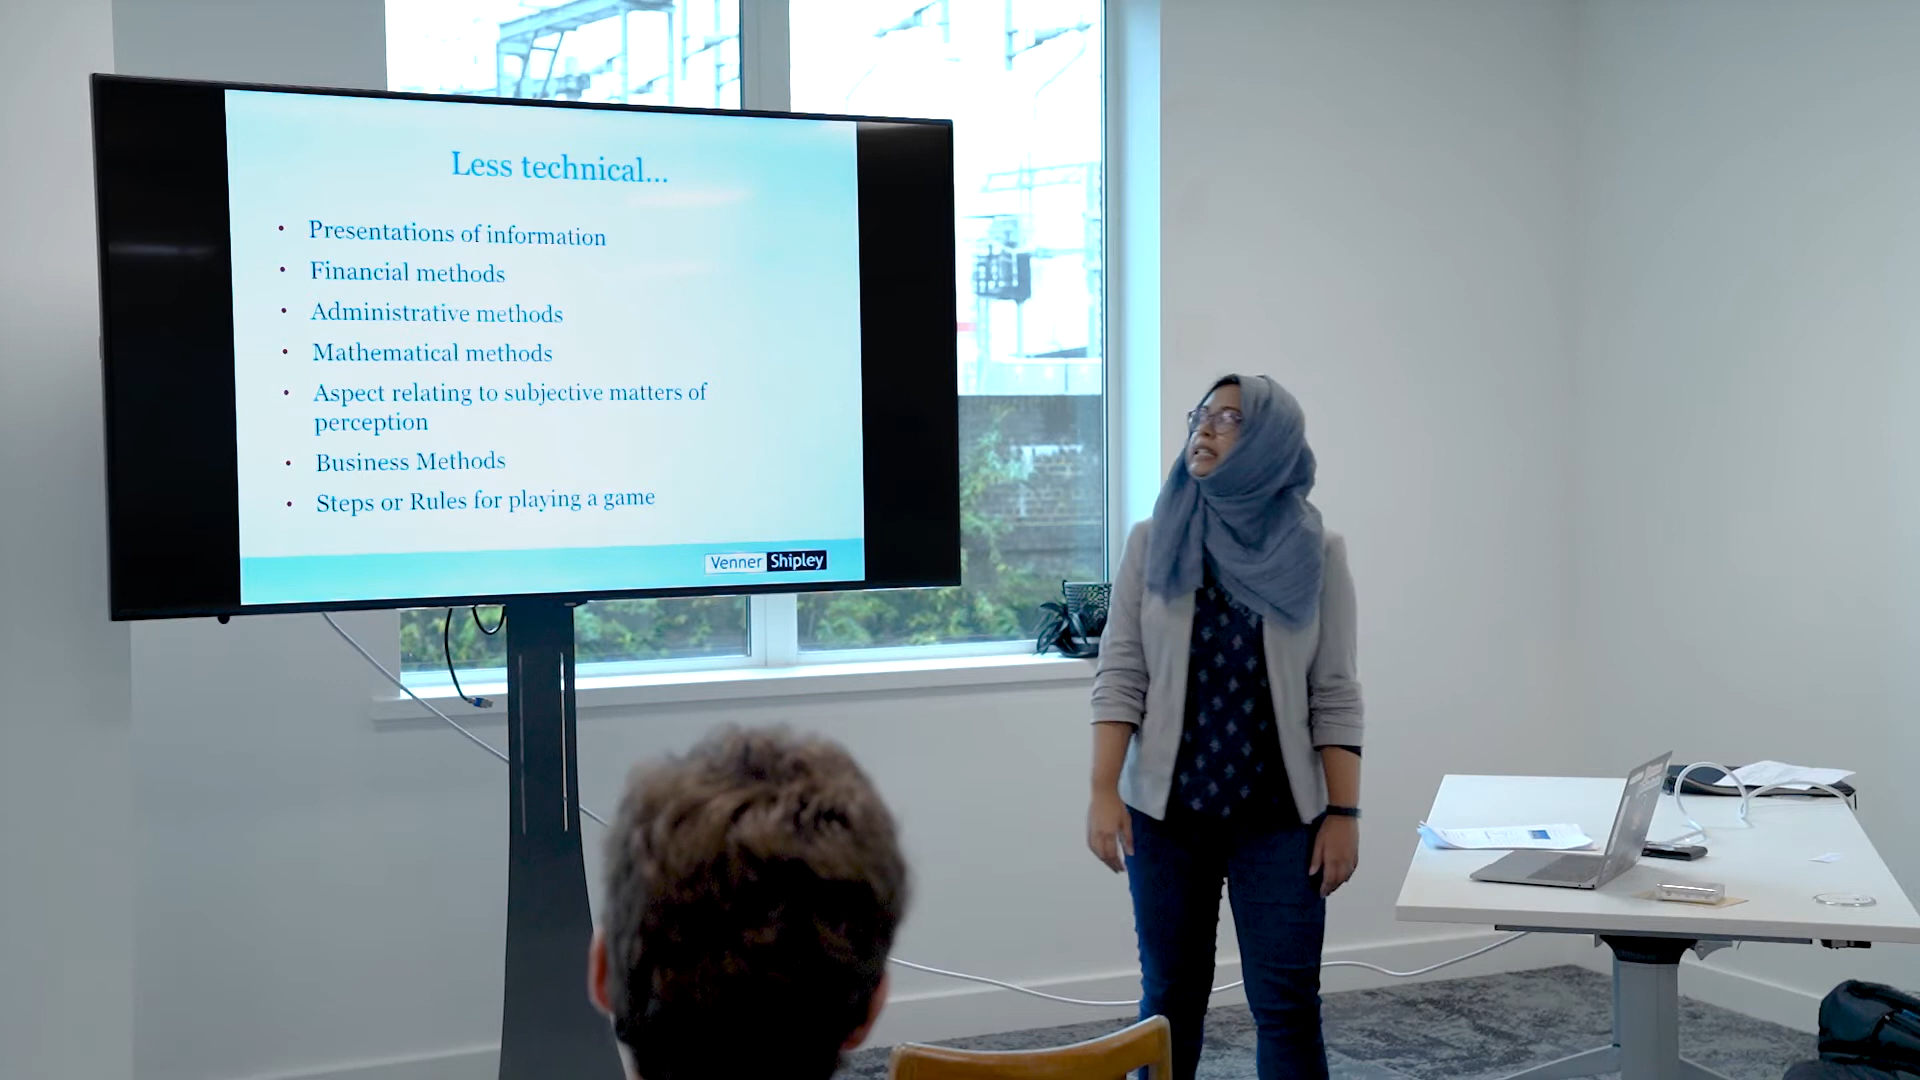 Less technical...
• Presentations of information
• Financial methods
• Administrative methods
• Mathematical methods
• Aspect relating to subjective matters of
perception
• Business Methods
• Steps or Rules for playing a game
Venner Shipley